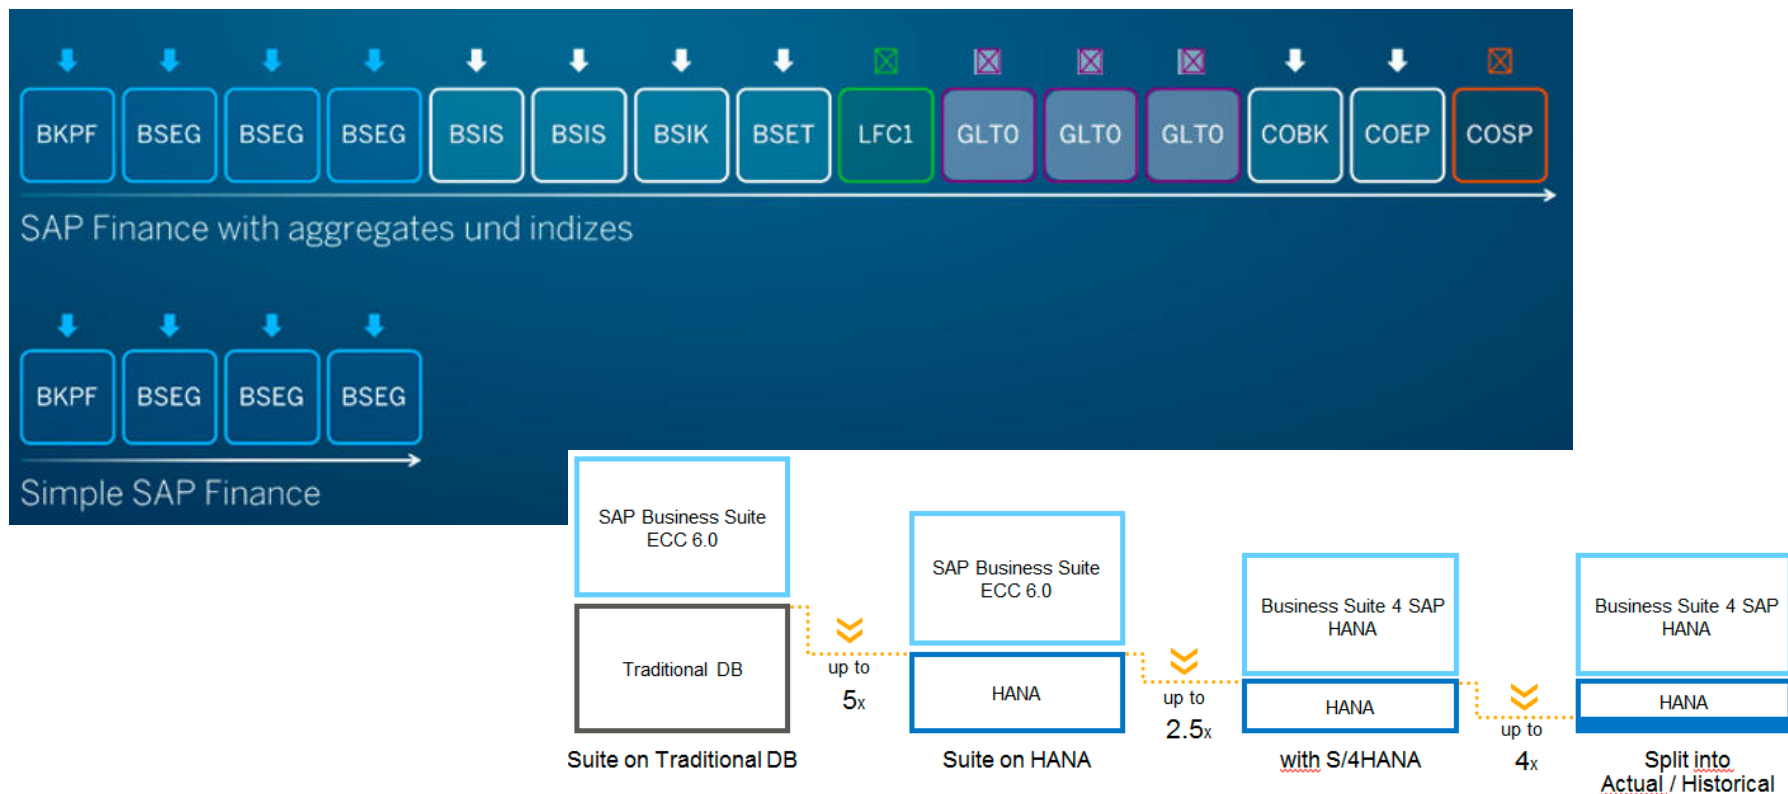 BKPF BSEG BSEG BSEG BSIS BSIS BSIK BSET LFC1 GLT0 GLT0 GLT0 COBK COEP COSP
SAP Finance with aggregates und indizes
BKPF BSEG BSEG BSEG
Simple SAP Finance
SAP Business Suite
ECC 6.0
Traditional DB
Suite on Traditional DB
up to
5x
SAP Business Suite
ECC 6.0
HANA
Suite on HANA
up to
2.5x
Business Suite 4 SAP
HANA
HANA
with S/4HANA
up to
4x
Business Suite 4 SAP
HANA
HANA
Split into
Actual / Historical